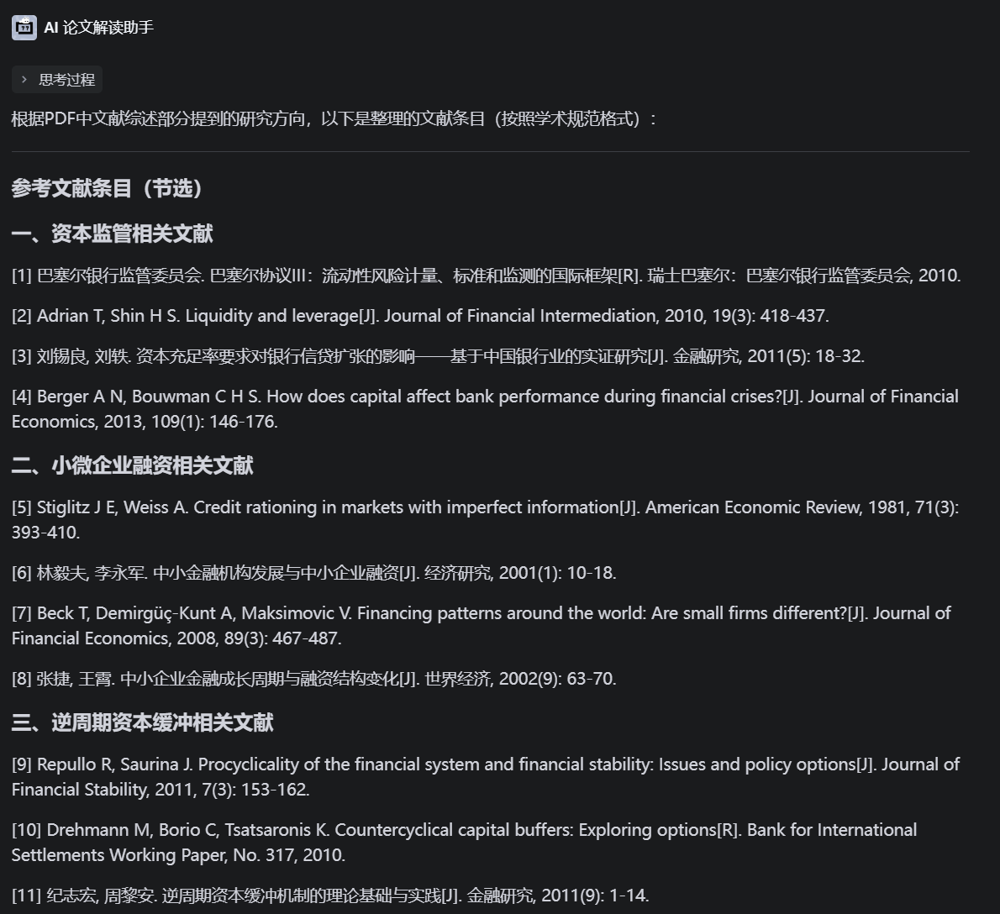 AI 论文解读助手
思考过程
根据PDF中文献综述部分提到的研究方向，以下是整理的文献条目（按照学术规范格式）：
参考文献条目（节选）
一、资本监管相关文献
[1] 巴塞尔银行监管委员会. 巴塞尔协议III：流动性风险计量、标准和监测的国际框架[R]. 瑞士巴塞尔：巴塞尔银行监管委员会, 2010.
[2] Adrian T, Shin H S. Liquidity and leverage[J]. Journal of Financial Intermediation, 2010, 19(3): 418-437.
[3] 刘锡良, 刘轶. 资本充足率要求对银行信贷扩张的影响——基于中国银行业的实证研究[J]. 金融研究, 2011(5): 18-32.
[4] Berger A N, Bouwman C H S. How does capital affect bank performance during financial crises?[J]. Journal of Financial
Economics, 2013, 109(1): 146-176.
二、小微企业融资相关文献
[5] Stiglitz J E, Weiss A. Credit rationing in markets with imperfect information[J]. American Economic Review, 1981, 71(3):
393-410.
[6] 林毅夫, 李永军. 中小金融机构发展与中小企业融资[J]. 经济研究, 2001(1): 10-18.
[7] Beck T, Demirgüç-Kunt A, Maksimovic V. Financing patterns around the world: Are small firms different?[J]. Journal of
Financial Economics, 2008, 89(3): 467-487.
[8] 张捷, 王霄. 中小企业金融成长周期与融资结构变化[J]. 世界经济, 2002(9): 63-70.
三、逆周期资本缓冲相关文献
[9] Repullo R, Saurina J. Procyclicality of the financial system and financial stability: Issues and policy options[J]. Journal of
Financial Stability, 2011, 7(3): 153-162.
[10] Drehmann M, Borio C, Tsatsaronis K. Countercyclical capital buffers: Exploring options[R]. Bank for International
Settlements Working Paper, No. 317, 2010.
[11] 纪志宏, 周黎安. 逆周期资本缓冲机制的理论基础与实践[J]. 金融研究, 2011(9): 1-14.